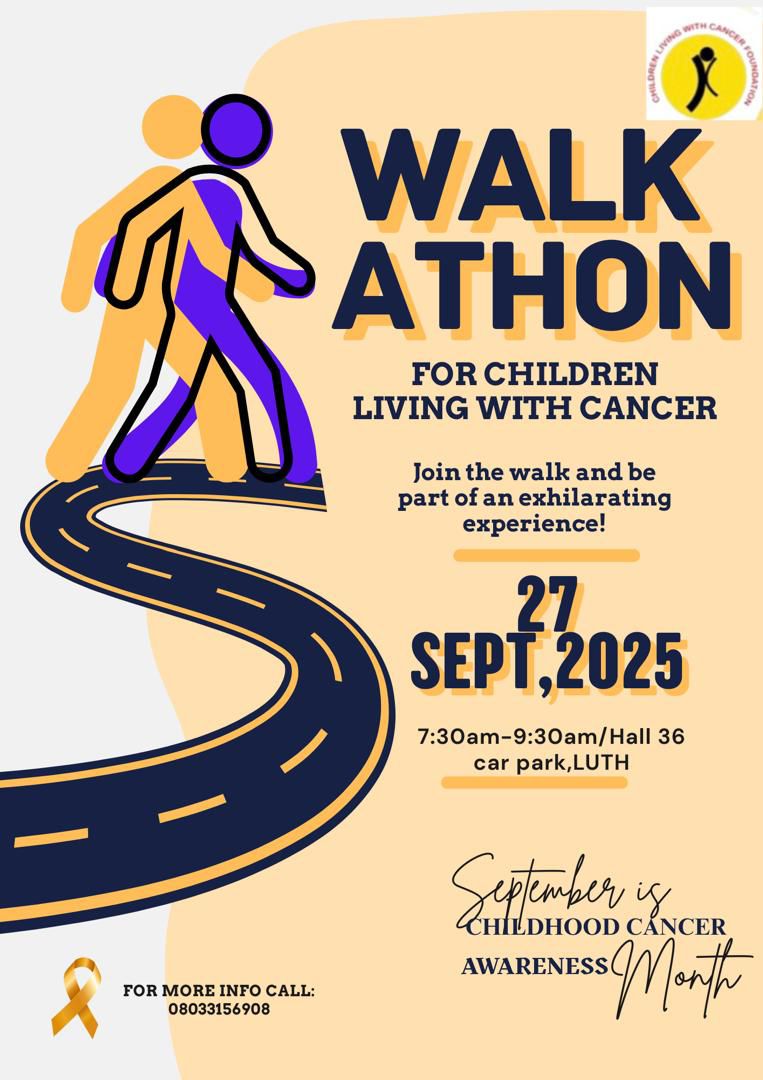 CHILDREN LIVING WITH CANCER FOUNDATION
WALK
ATHON
FOR CHILDREN
LIVING WITH CANCER
Join the walk and be
part of an exhilarating
experience!
27
SEPT,2025
7:30am-9:30am/Hall 36
car park,LUTH
September is
CHILDHOOD CANCER
AWARENESS Month
FOR MORE INFO CALL:
08033156908